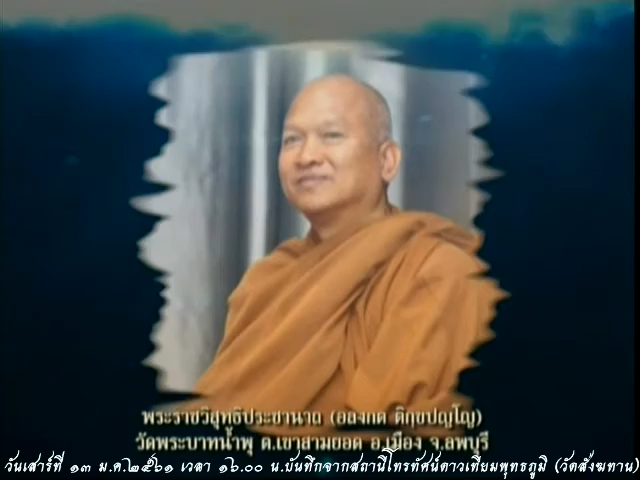 พระราชวิสุทธิประชานาถ (อลงกต ติกฺขปญฺโญ)
วัดพระบาทน้ำพุ ต.เขาสามยอด อ.เมือง จ.ลพบุรี
วันเสาร์ที่ ๑๓ ม.ค.๒๕๖๑ เวลา ๑๖.๐๐ น.บันทึกจากสถานีโทรทัศน์ดาวเทียมพุทธภูมิ (วัดสังฆทาน)